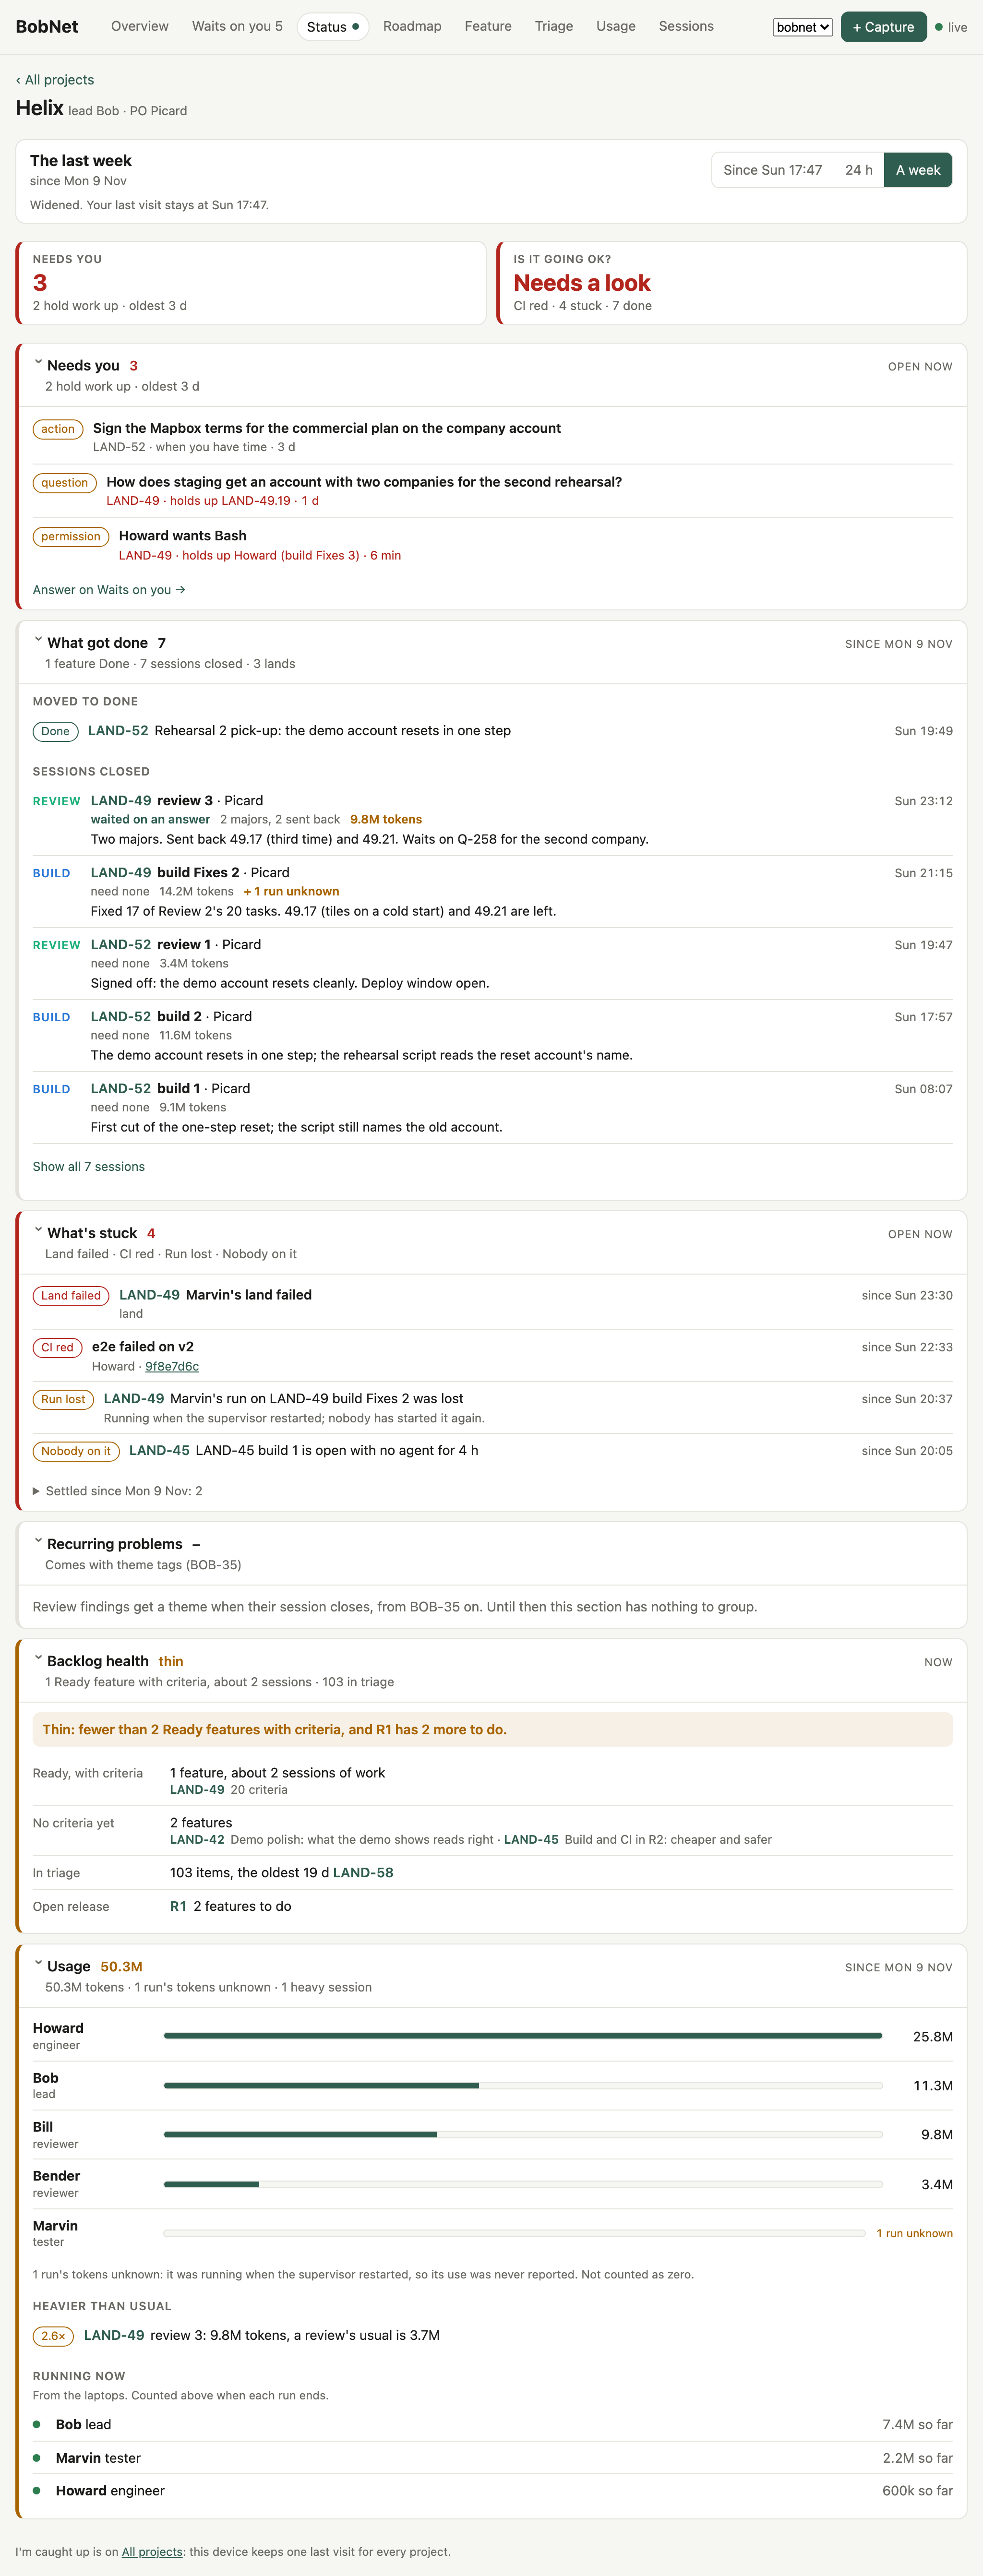 BobNet
Overview
Waits on you 5
Status
Roadmap
Feature
Triage
Usage
Sessions
bobnet
+ Capture
live
‹ All projects
Helix lead Bob · PO Picard
The last week
since Mon 9 Nov
Widened. Your last visit stays at Sun 17:47.
Since Sun 17:47
24 h
A week
NEEDS YOU
3
2 hold work up · oldest 3 d
IS IT GOING OK?
Needs a look
CI red · 4 stuck · 7 done
Needs you 3
OPEN NOW
2 hold work up · oldest 3 d
action
Sign the Mapbox terms for the commercial plan on the company account
LAND-52 · when you have time · 3 d
question
How does staging get an account with two companies for the second rehearsal?
LAND-49 · holds up LAND-49.19 · 1 d
permission
Howard wants Bash
LAND-49 · holds up Howard (build Fixes 3) · 6 min
Answer on Waits on you →
What got done 7
SINCE MON 9 NOV
1 feature Done · 7 sessions closed · 3 lands
MOVED TO DONE
Done LAND-52 Rehearsal 2 pick-up: the demo account resets in one step Sun 19:49
SESSIONS CLOSED
REVIEW LAND-49 review 3 · Picard Sun 23:12
waited on an answer 2 majors, 2 sent back 9.8M tokens
Two majors. Sent back 49.17 (third time) and 49.21. Waits on Q-258 for the second company.
BUILD LAND-49 build Fixes 2 · Picard Sun 21:15
need none 14.2M tokens + 1 run unknown
Fixed 17 of Review 2's 20 tasks. 49.17 (tiles on a cold start) and 49.21 are left.
REVIEW LAND-52 review 1 · Picard Sun 19:47
need none 3.4M tokens
Signed off: the demo account resets cleanly. Deploy window open.
BUILD LAND-52 build 2 · Picard Sun 17:57
need none 11.6M tokens
The demo account resets in one step; the rehearsal script reads the reset account's name.
BUILD LAND-52 build 1 · Picard Sun 08:07
need none 9.1M tokens
First cut of the one-step reset; the script still names the old account.
Show all 7 sessions
What's stuck 4
OPEN NOW
Land failed · CI red · Run lost · Nobody on it
Land failed LAND-49 Marvin's land failed since Sun 23:30
land
CI red e2e failed on v2 since Sun 22:33
Howard · 9f8e7d6c
Run lost LAND-49 Marvin's run on LAND-49 build Fixes 2 was lost since Sun 20:37
Running when the supervisor restarted; nobody has started it again.
Nobody on it LAND-45 LAND-45 build 1 is open with no agent for 4 h since Sun 20:05
Settled since Mon 9 Nov: 2
Recurring problems –
Comes with theme tags (BOB-35)
Review findings get a theme when their session closes, from BOB-35 on. Until then this section has nothing to group.
Backlog health thin
NOW
1 Ready feature with criteria, about 2 sessions · 103 in triage
Thin: fewer than 2 Ready features with criteria, and R1 has 2 more to do.
Ready, with criteria 1 feature, about 2 sessions of work
LAND-49 20 criteria
No criteria yet 2 features
LAND-42 Demo polish: what the demo shows reads right · LAND-45 Build and CI in R2: cheaper and safer
In triage 103 items, the oldest 19 d LAND-58
Open release R1 2 features to do
Usage 50.3M
SINCE MON 9 NOV
50.3M tokens · 1 run's tokens unknown · 1 heavy session
Howard
engineer
25.8M
Bob
lead
11.3M
Bill
reviewer
9.8M
Bender
reviewer
3.4M
Marvin
tester
1 run unknown
1 run's tokens unknown: it was running when the supervisor restarted, so its use was never reported. Not counted as zero.
HEAVIER THAN USUAL
2.6× LAND-49 review 3: 9.8M tokens, a review's usual is 3.7M
RUNNING NOW
From the laptops. Counted above when each run ends.
Bob lead 7.4M so far
Marvin tester 2.2M so far
Howard engineer 600k so far
I'm caught up is on All projects: this device keeps one last visit for every project.